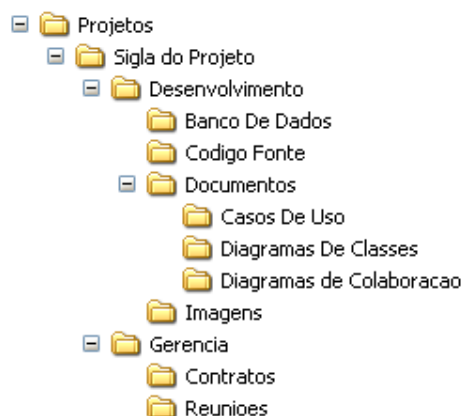 Projetos
Sigla do Projeto
Desenvolvimento
Banco De Dados
Codigo Fonte
Documentos
Casos De Uso
Diagramas De Classes
Diagramas de Colaboracao
Imagens
Gerencia
Contratos
Reunioes